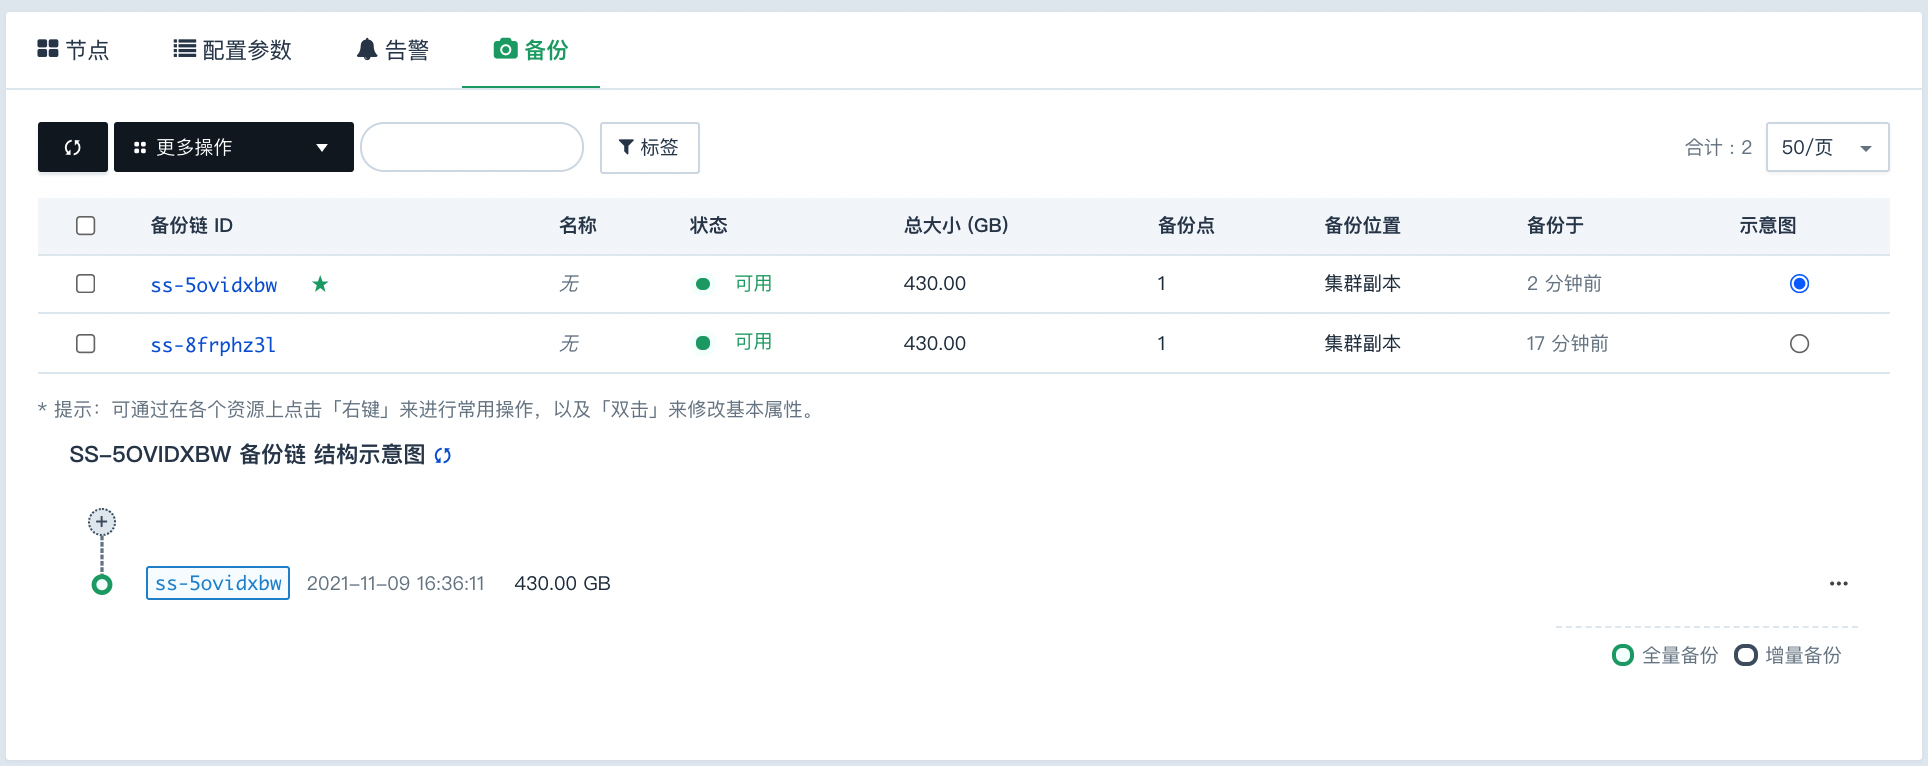 节点 配置参数 告警 备份
更多操作 标签 合计：2 50/页
备份链 ID 名称 状态 总大小 (GB) 备份点 备份位置 备份于 示意图
ss-5ovidxbw 无 可用 430.00 1 集群副本 2 分钟前
ss-8frphz3l 无 可用 430.00 1 集群副本 17 分钟前
* 提示：可通过在各个资源上点击「右键」来进行常用操作，以及「双击」来修改基本属性。
SS-5OVIDXBW 备份链 结构示意图
ss-5ovidxbw 2021-11-09 16:36:11 430.00 GB
全量备份 增量备份